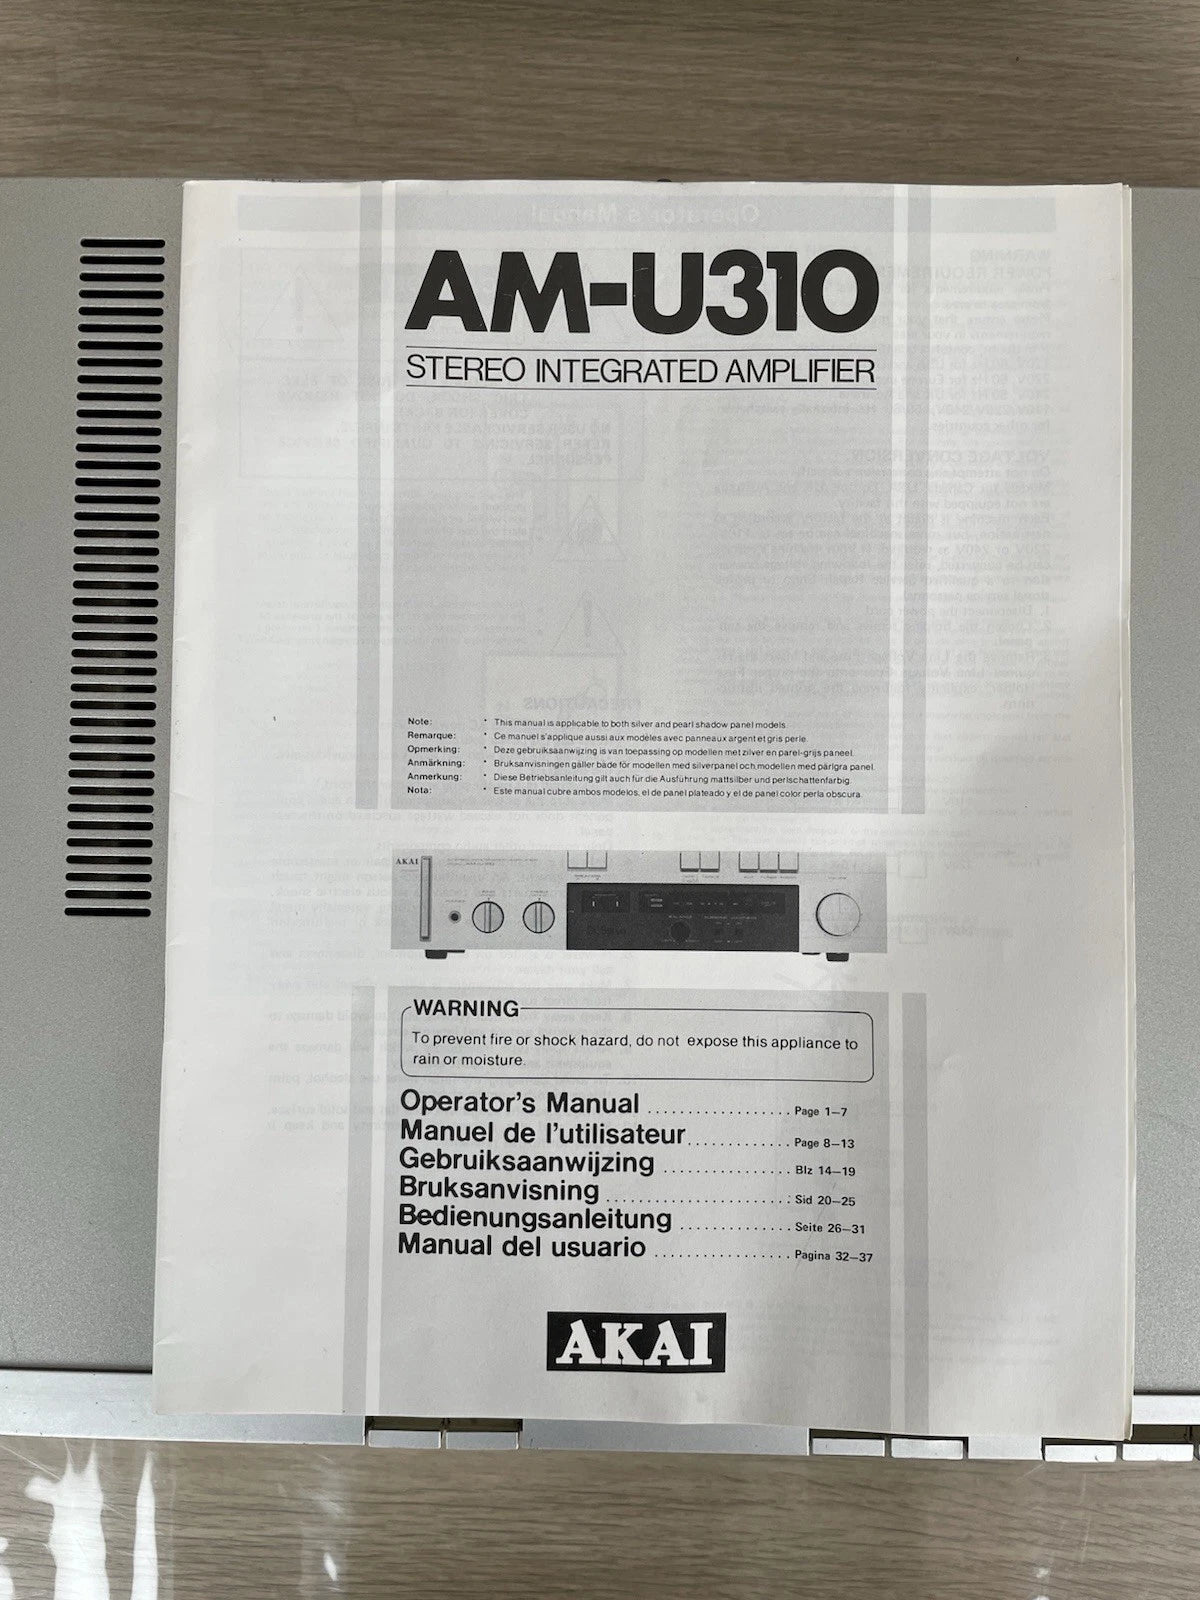 AM-U310
STEREO INTEGRATED AMPLIFIER
Note: * This manual is applicable to both silver and pearl shadow panel models.
Remarque: * Ce manuel s'applique aussi aux modèles avec panneaux argent et gris perle.
Opmerking: * Deze gebruiksaanwijzing is van toepassing op modellen met zilver en parel-grijs paneel.
Anmärkning: * Bruksanvisningen gäller både för modellen med silverpanel och modellen med pärlgra panel.
Anmerkung: * Diese Betriebsanleitung gilt auch für die Ausführung mattsilber und perlschattenfarbig.
Nota: * Este manual cubre ambos modelos, el de panel plateado y el de panel color perla obscura.
AKAI
WARNING
To prevent fire or shock hazard, do not expose this appliance to
rain or moisture.
Operator's Manual .................. Page 1–7
Manuel de l'utilisateur ............. Page 8–13
Gebruiksaanwijzing ................ Blz 14–19
Bruksanvisning ....................... Sid 20–25
Bedienungsanleitung .............. Seite 26–31
Manual del usuario ................. Pagina 32–37
AKAI